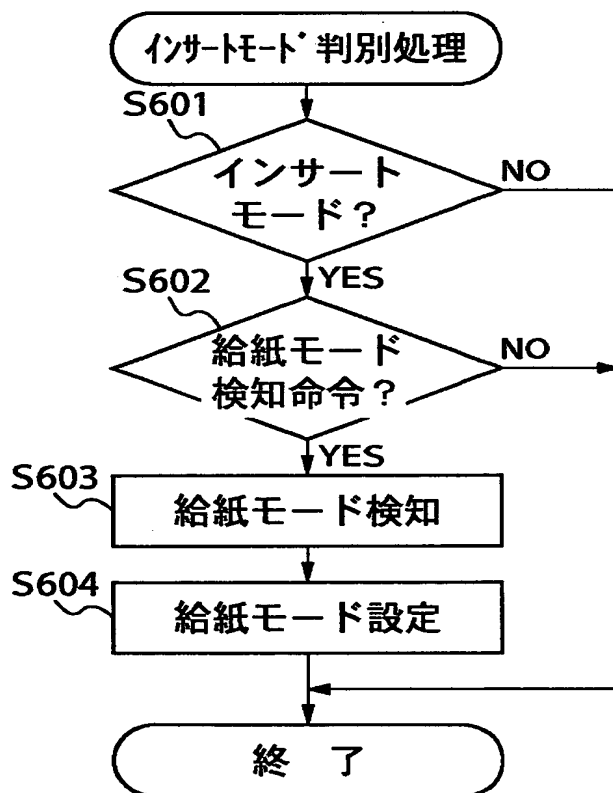 インサートモード判別処理
S601
インサート
モード？
NO
YES
S602
給紙モード
検知命令？
NO
YES
S603
給紙モード検知
S604
給紙モード設定
終 了